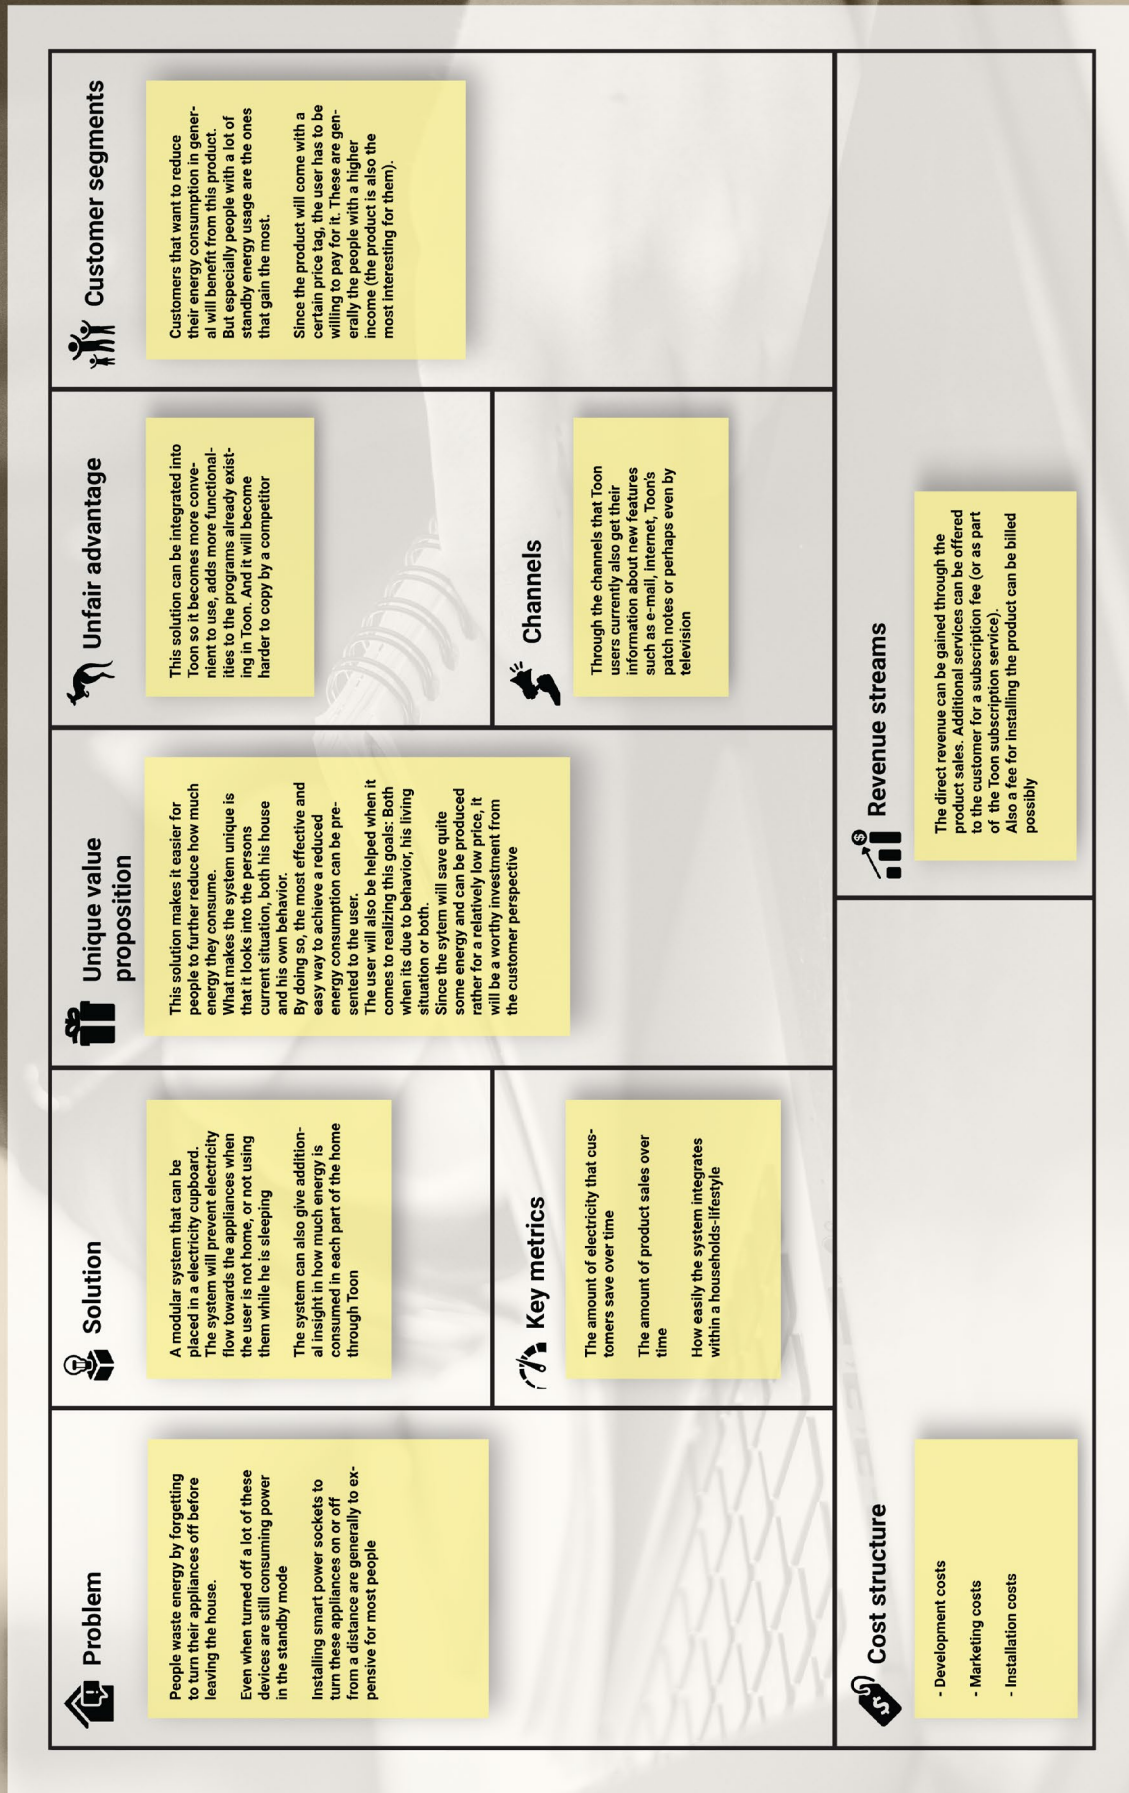 Problem
People waste energy by forgetting
to turn their appliances off before
leaving the house.
Even when turned off a lot of these
devices are still consuming power
in the standby mode
Installing smart power sockets to
turn these appliances on or off
from a distance are generally to ex-
pensive for most people
Solution
A modular system that can be
placed in a electricity cupboard.
The system will prevent electricity
flow towards the appliances when
the user is not home, or not using
them while he is sleeping
The system can also give addition-
al insight in how much energy is
consumed in each part of the home
through Toon
Key metrics
The amount of electricity that cus-
tomers save over time
The amount of product sales over
time
How easily the system integrates
within a households-lifestyle
Unique value
proposition
This solution makes it easier for
people to further reduce how much
energy they consume.
What makes the system unique is
that it looks into the persons
current situation, both his house
and his own behavior.
By doing so, the most effective and
easy way to achieve a reduced
energy consumption can be pre-
sented to the user.
The user will also be helped when it
comes to realizing this goals: Both
when its due to behavior, his living
situation or both.
Since the sytem will save quite
some energy and can be produced
rather for a relatively low price, it
will be a worthy investment from
the customer perspective
Unfair advantage
This solution can be integrated into
Toon so it becomes more conve-
nient to use, adds more functional-
ities to the programs already exist-
ing in Toon. And it will become
harder to copy by a competitor
Channels
Through the channels that Toon
users currently also get their
information about new features
such as e-mail, internet, Toon's
patch notes or perhaps even by
television
Customer segments
Customers that want to reduce
their energy consumption in gener-
al will benefit from this product.
But especially people with a lot of
standby energy usage are the ones
that gain the most.
Since the product will come with a
certain price tag, the user has to be
willing to pay for it. These are gen-
erally the people with a higher
income (the product is also the
most interesting for them).
Cost structure
- Development costs
- Marketing costs
- Installation costs
Revenue streams
The direct revenue can be gained through the
product sales. Additional services can be offered
to the customer for a subscription fee (or as part
of the Toon subscription service).
Also a fee for installing the product can be billed
possibly